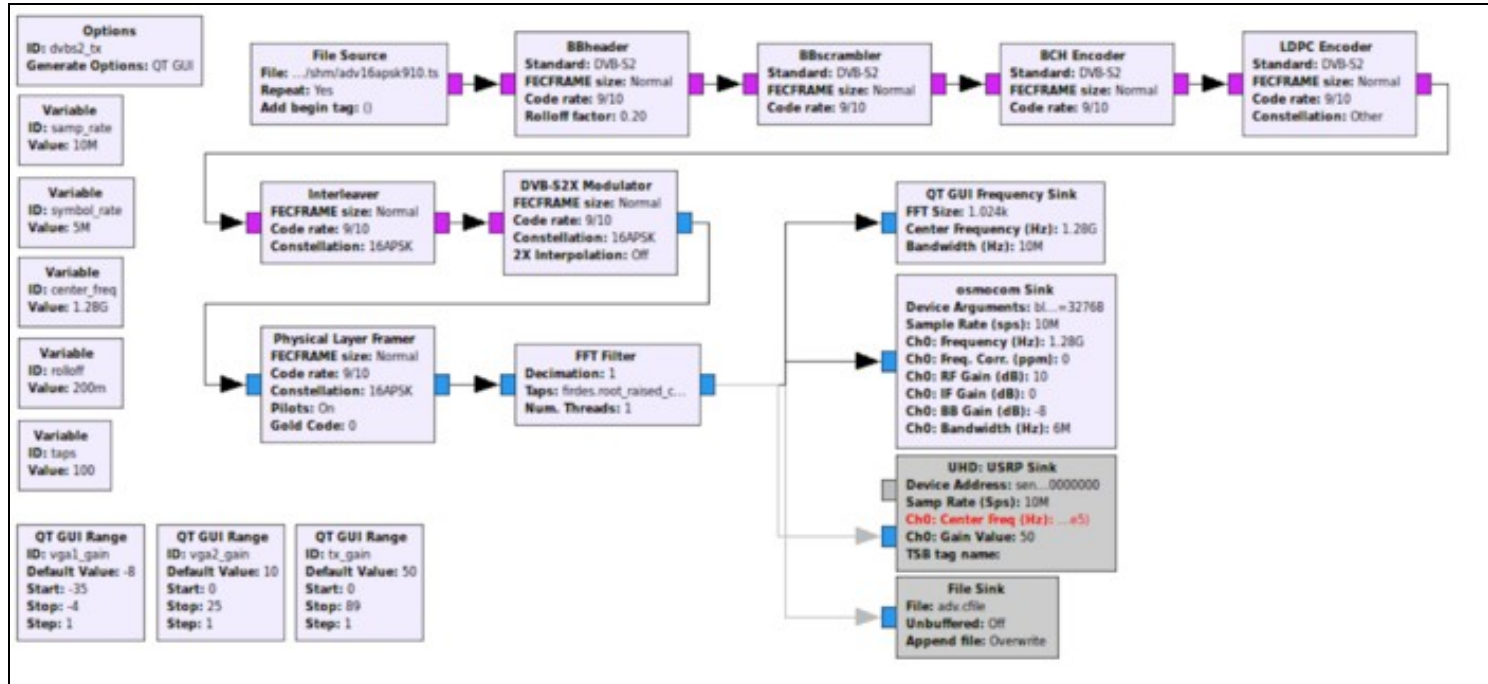 Options
ID: dvbs2_tx
Generate Options: QT GUI
Variable
ID: samp_rate
Value: 10M
Variable
ID: symbol_rate
Value: 5M
Variable
ID: center_freq
Value: 1.28G
Variable
ID: rolloff
Value: 200m
Variable
ID: taps
Value: 100
QT GUI Range
ID: vga1_gain
Default Value: -8
Start: -35
Stop: -4
Step: 1
QT GUI Range
ID: vga2_gain
Default Value: 10
Start: 0
Stop: 25
Step: 1
QT GUI Range
ID: tx_gain
Default Value: 50
Start: 0
Stop: 89
Step: 1
File Source
File: .../shm/adv16apsk910.ts
Repeat: Yes
Add begin tag: ()
BBheader
Standard: DVB-S2
FECFRAME size: Normal
Code rate: 9/10
Rolloff factor: 0.20
BBscrambler
Standard: DVB-S2
FECFRAME size: Normal
Code rate: 9/10
BCH Encoder
Standard: DVB-S2
FECFRAME size: Normal
Code rate: 9/10
LDPC Encoder
Standard: DVB-S2
FECFRAME size: Normal
Code rate: 9/10
Constellation: Other
Interleaver
FECFRAME size: Normal
Code rate: 9/10
Constellation: 16APSK
DVB-S2X Modulator
FECFRAME size: Normal
Code rate: 9/10
Constellation: 16APSK
2X Interpolation: Off
Physical Layer Framer
FECFRAME size: Normal
Code rate: 9/10
Constellation: 16APSK
Pilots: On
Gold Code: 0
FFT Filter
Decimation: 1
Taps: firdes.root_raised_c...
Num. Threads: 1
QT GUI Frequency Sink
FFT Size: 1.024k
Center Frequency (Hz): 1.28G
Bandwidth (Hz): 10M
osmocom Sink
Device Arguments: bl...=32768
Sample Rate (sps): 10M
Ch0: Frequency (Hz): 1.28G
Ch0: Freq. Corr. (ppm): 0
Ch0: RF Gain (dB): 10
Ch0: IF Gain (dB): 0
Ch0: BB Gain (dB): -8
Ch0: Bandwidth (Hz): 6M
UHD: USRP Sink
Device Address: sen...0000000
Samp Rate (Sps): 10M
Ch0: Center Freq (Hz): ...e5)
Ch0: Gain Value: 50
TSB tag name:
File Sink
File: adv.cfile
Unbuffered: Off
Append file: Overwrite